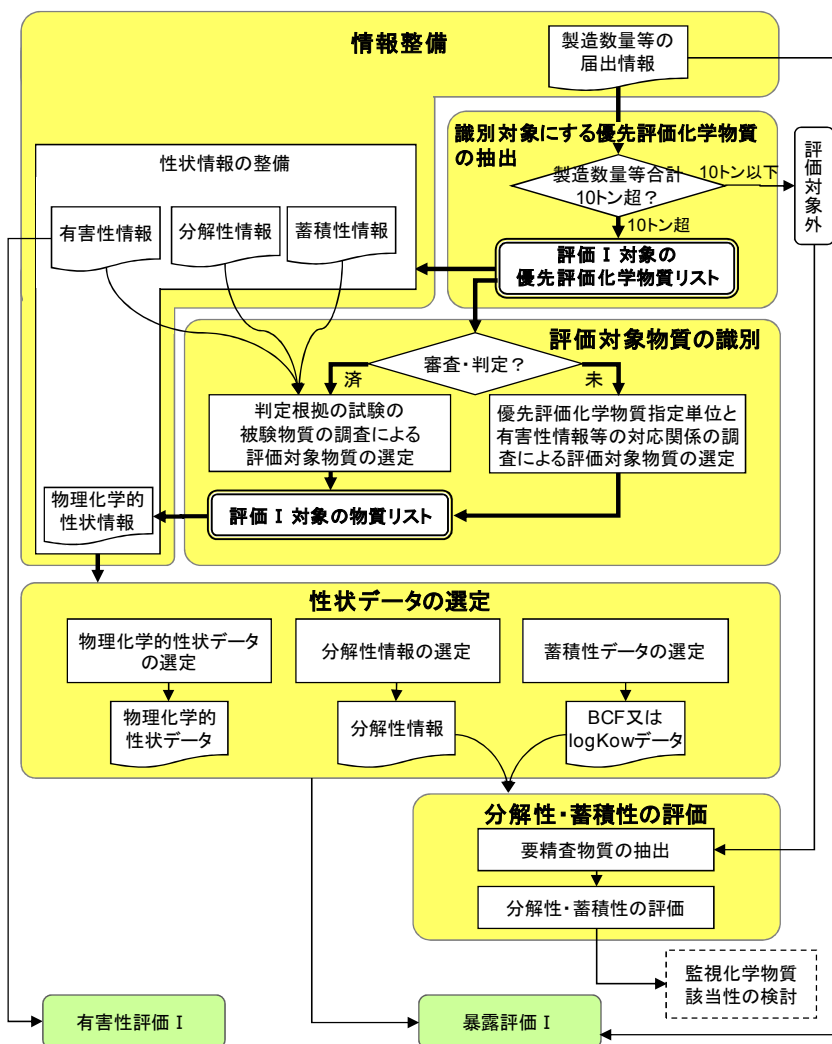 情報整備
製造数量等の
届出情報
識別対象にする優先評価化学物質
の抽出
製造数量等合計
10トン超?
10トン以下
評価対象外
10トン超
評価Ⅰ対象の
優先評価化学物質リスト
性状情報の整備
有害性情報
分解性情報
蓄積性情報
評価対象物質の識別
審査・判定?
済
未
判定根拠の試験の
被験物質の調査による
評価対象物質の選定
優先評価化学物質指定単位と
有害性情報等の対応関係の調
査による評価対象物質の選定
物理化学的
性状情報
評価Ⅰ対象の物質リスト
性状データの選定
物理化学的性状データ
の選定
分解性情報の選定
蓄積性データの選定
物理化学的
性状データ
分解性情報
BCF又は
logKowデータ
分解性・蓄積性の評価
要精査物質の抽出
分解性・蓄積性の評価
監視化学物質
該当性の検討
有害性評価Ⅰ
暴露評価Ⅰ